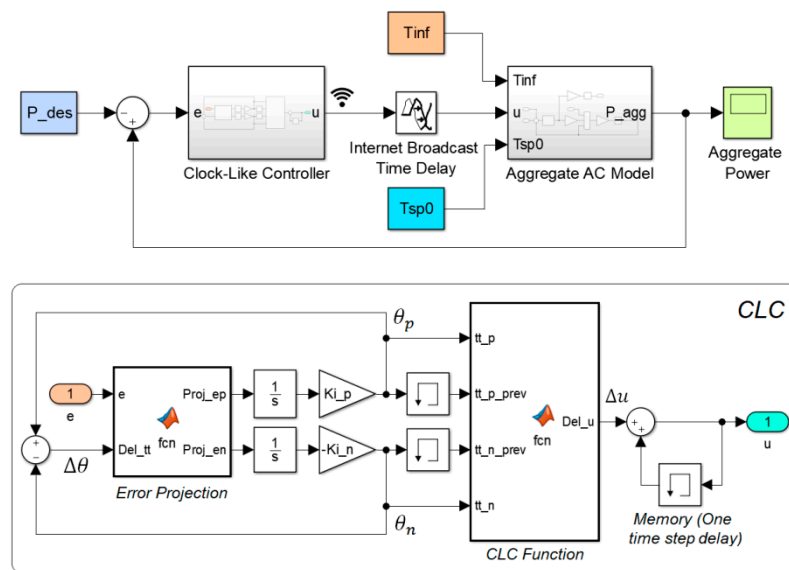 Tinf
P_des
e
u
Clock-Like Controller
Internet Broadcast
Time Delay
Tinf
u
Tsp0
P_agg
Aggregate AC Model
Aggregate
Power
Tsp0
CLC
θp
1
e
e
Del_tt
fcn
Proj_ep
Proj_en
Error Projection
1
s
Ki_p
1
s
-Ki_n
Δθ
θn
tt_p
tt_p_prev
tt_n_prev
tt_n
fcn
Del_u
CLC Function
Δu
1
u
Memory (One
time step delay)